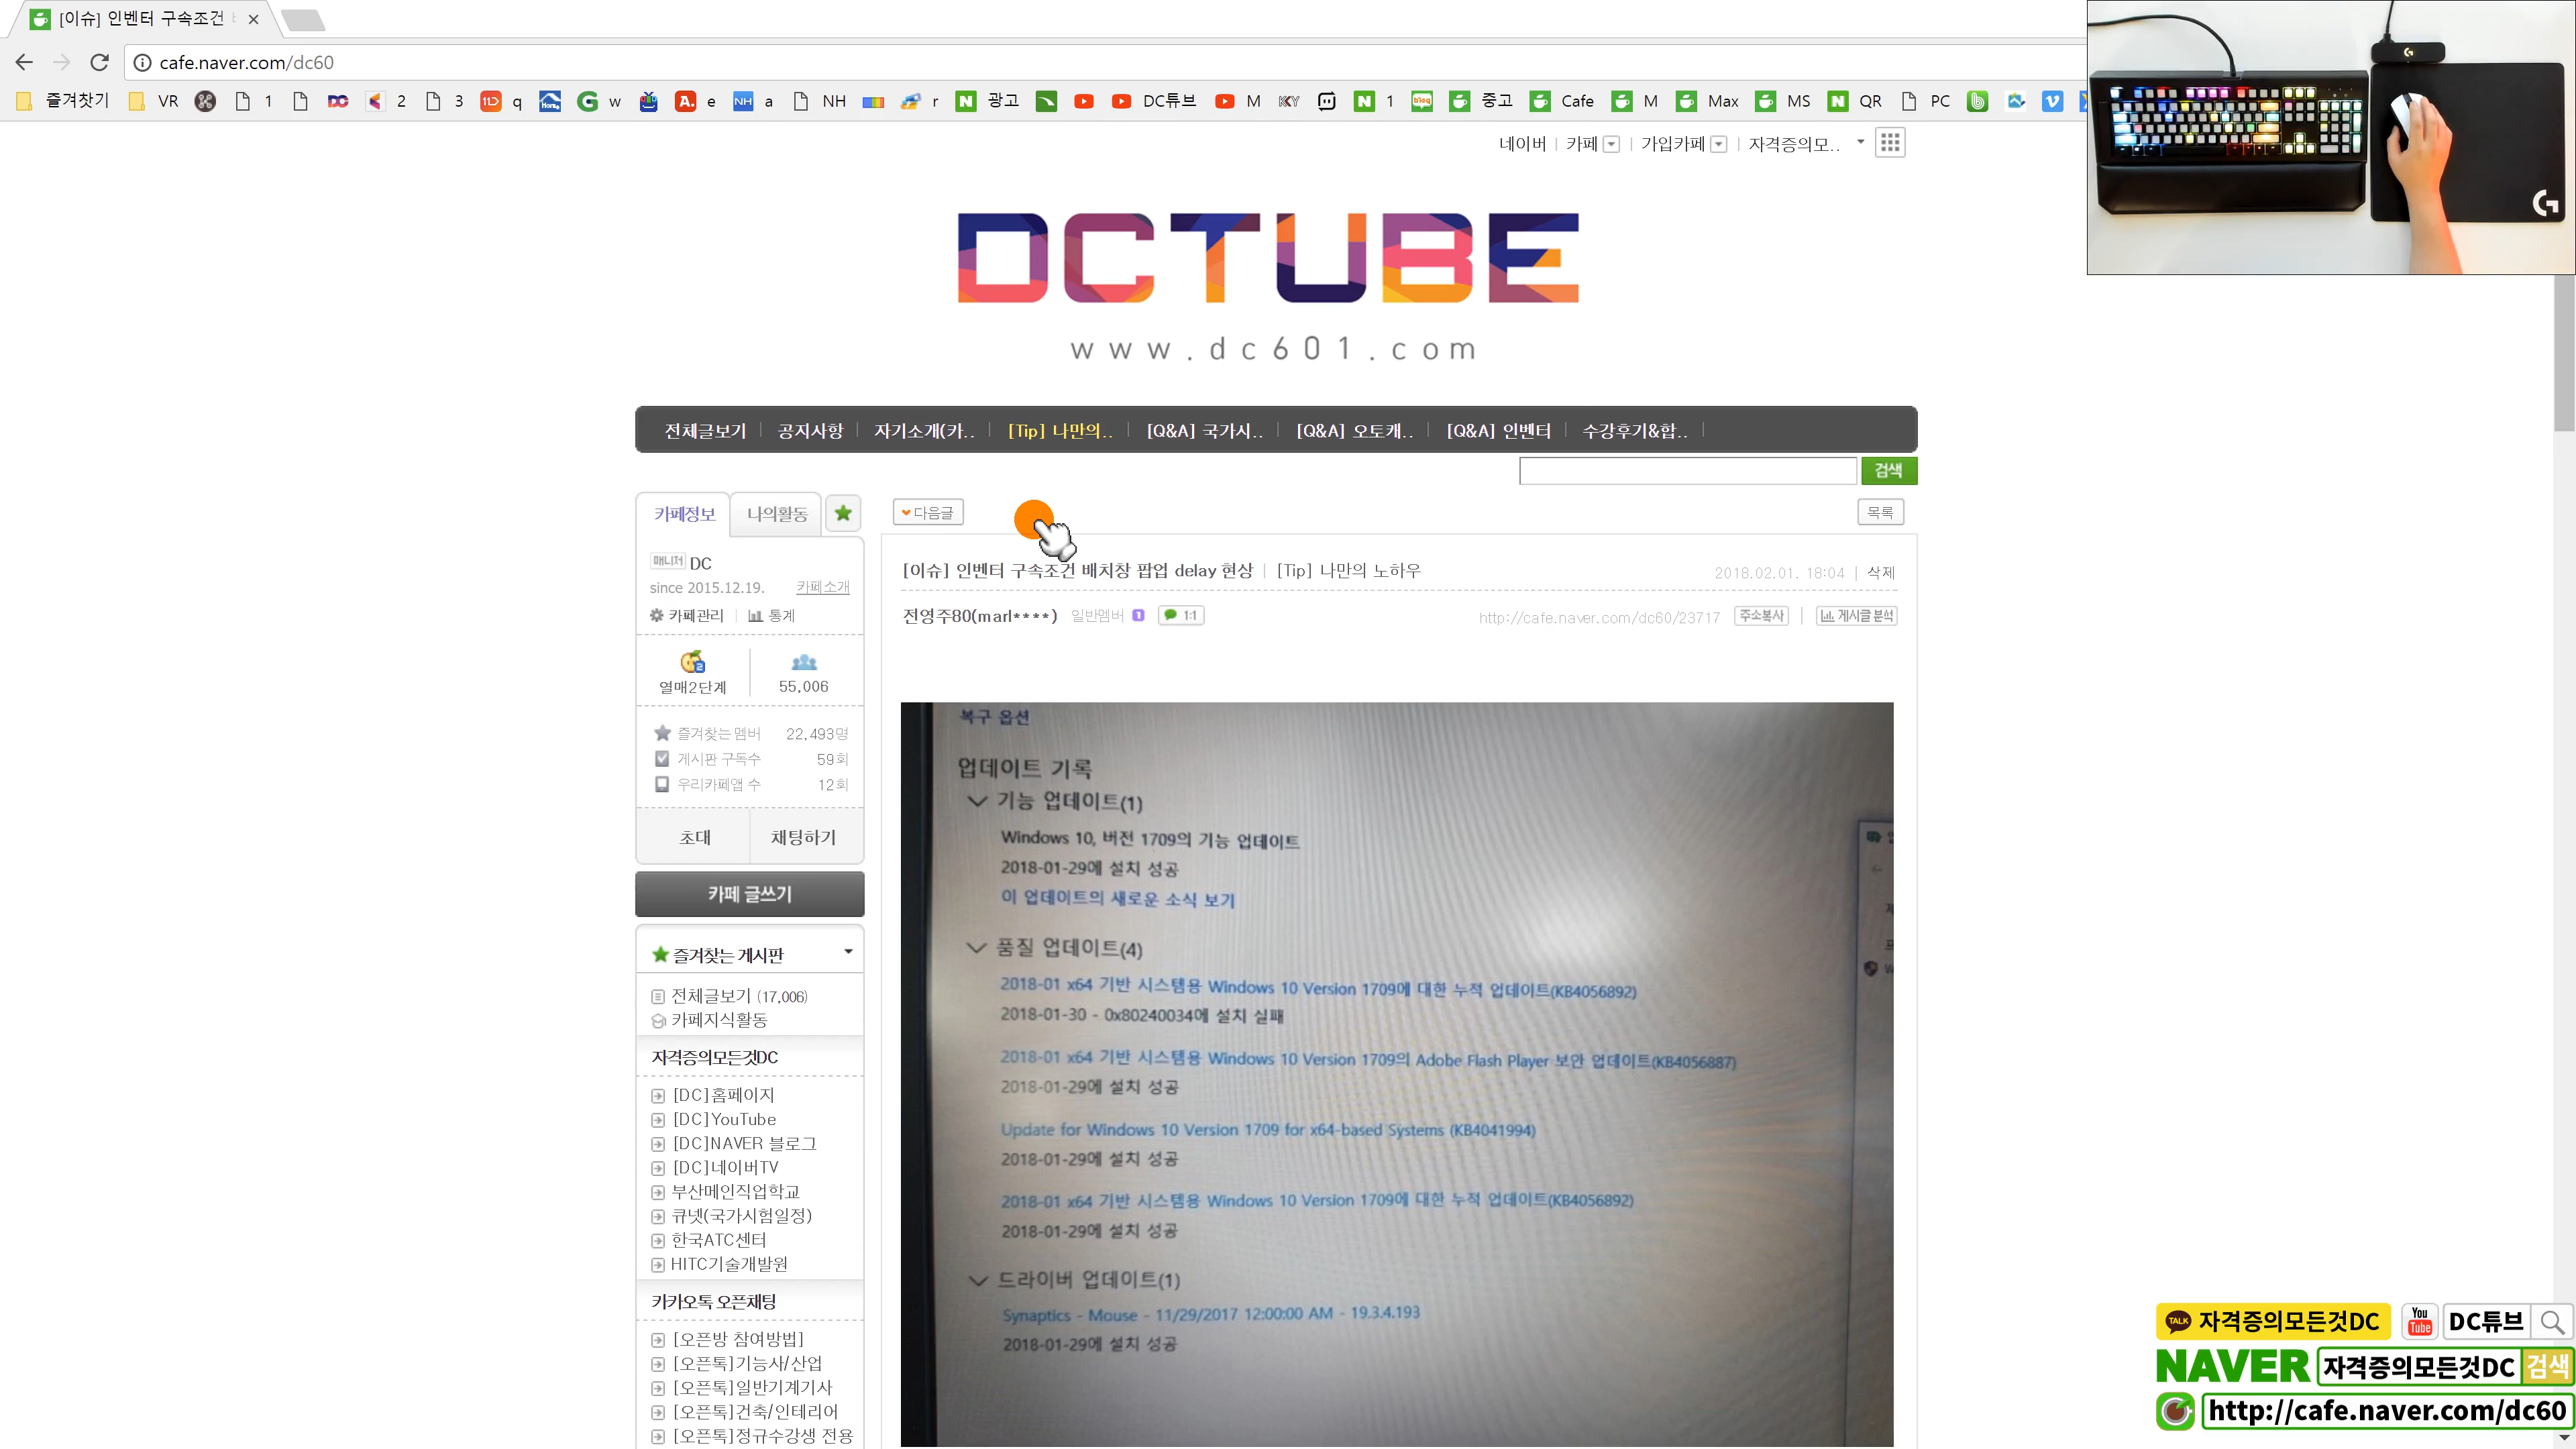 [이슈] 인벤터 구속조건
cafe.naver.com/dc60
즐겨찾기 VR 1 DC 2 3 11D q Home G w A. e NH a NH r N 광고 DC튜브 M KKY N 1 blog 중고 Cafe M Max MS N QR PC
네이버 | 카페 | 가입카페 | 자격증의모..
DCTUBE
www.dc601.com
전체글보기 | 공지사항 | 자기소개(카.. | [Tip] 나만의.. | [Q&A] 국가시.. | [Q&A] 오토캐.. | [Q&A] 인벤터 | 수강후기&합.. |
검색
카페정보 나의활동
다음글 목록
매니저 DC
since 2015.12.19. 카페소개
카페관리 | 통계
열매2단계 55,006
즐겨찾는 멤버 22,493명
게시판 구독수 59회
우리카페앱 수 12회
초대 채팅하기
카페 글쓰기
즐겨찾는 게시판
전체글보기 (17,006)
카페지식활동
자격증의모든것DC
[DC]홈페이지
[DC]YouTube
[DC]NAVER 블로그
[DC]네이버TV
부산메인직업학교
큐넷(국가시험일정)
한국ATC센터
HITC기술개발원
카카오톡 오픈채팅
[오픈방 참여방법]
[오픈톡]기능사/산업
[오픈톡]일반기계기사
[오픈톡]건축/인테리어
[오픈톡]정규수강생 전용
[이슈] 인벤터 구속조건 배치창 팝업 delay 현상 | [Tip] 나만의 노하우 2018.02.01. 18:04 | 삭제
전영주80(marl****) 일반멤버 1 1:1 http://cafe.naver.com/dc60/23717 주소복사 | 게시글 분석
복구 옵션
업데이트 기록
기능 업데이트(1)
Windows 10, 버전 1709의 기능 업데이트
2018-01-29에 설치 성공
이 업데이트의 새로운 소식 보기
품질 업데이트(4)
2018-01 x64 기반 시스템용 Windows 10 Version 1709에 대한 누적 업데이트(KB4056892)
2018-01-30 - 0x80240034에 설치 실패
2018-01 x64 기반 시스템용 Windows 10 Version 1709의 Adobe Flash Player 보안 업데이트(KB4056887)
2018-01-29에 설치 성공
Update for Windows 10 Version 1709 for x64-based Systems (KB4041994)
2018-01-29에 설치 성공
2018-01 x64 기반 시스템용 Windows 10 Version 1709에 대한 누적 업데이트(KB4056892)
2018-01-29에 설치 성공
드라이버 업데이트(1)
Synaptics - Mouse - 11/29/2017 12:00:00 AM - 19.3.4.193
2018-01-29에 설치 성공
TALK 자격증의모든것DC You Tube DC튜브
NAVER 자격증의모든것DC 검색
http://cafe.naver.com/dc60